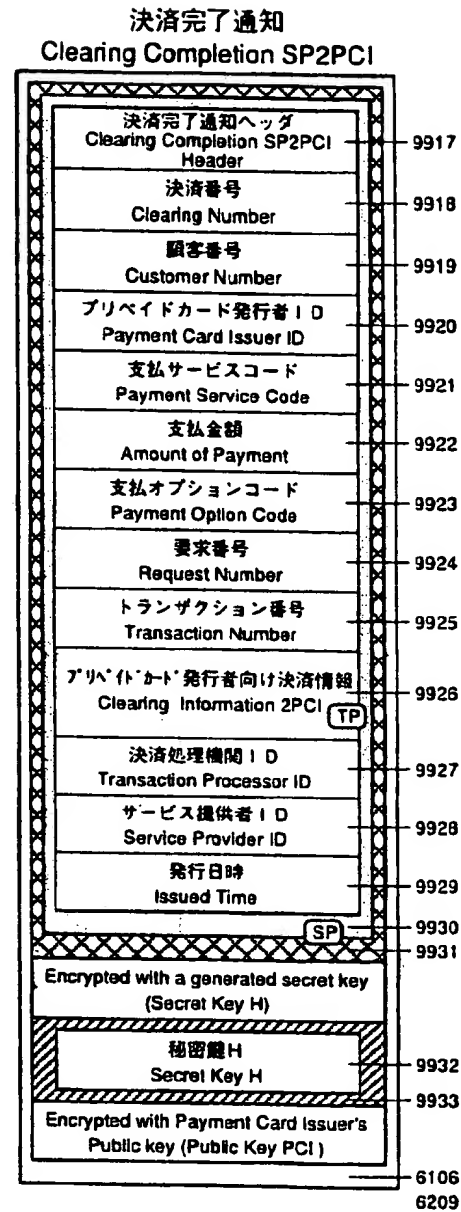 決済完了通知
Clearing Completion SP2PCI
決済完了通知ヘッダ
Clearing Completion SP2PCI
Header
9917
決済番号
Clearing Number
9918
顧客番号
Customer Number
9919
プリペイドカード発行者ID
Payment Card Issuer ID
9920
支払サービスコード
Payment Service Code
9921
支払金額
Amount of Payment
9922
支払オプションコード
Payment Option Code
9923
要求番号
Request Number
9924
トランザクション番号
Transaction Number
9925
プリペイドカード発行者向け決済情報
Clearing Information 2PCI
TP
9926
決済処理機関ID
Transaction Processor ID
9927
サービス提供者ID
Service Provider ID
9928
発行日時
Issued Time
9929
SP
9930
9931
Encrypted with a generated secret key
(Secret Key H)
秘密鍵H
Secret Key H
9932
9933
Encrypted with Payment Card Issuer's
Public key (Public Key PCI)
6106
6209